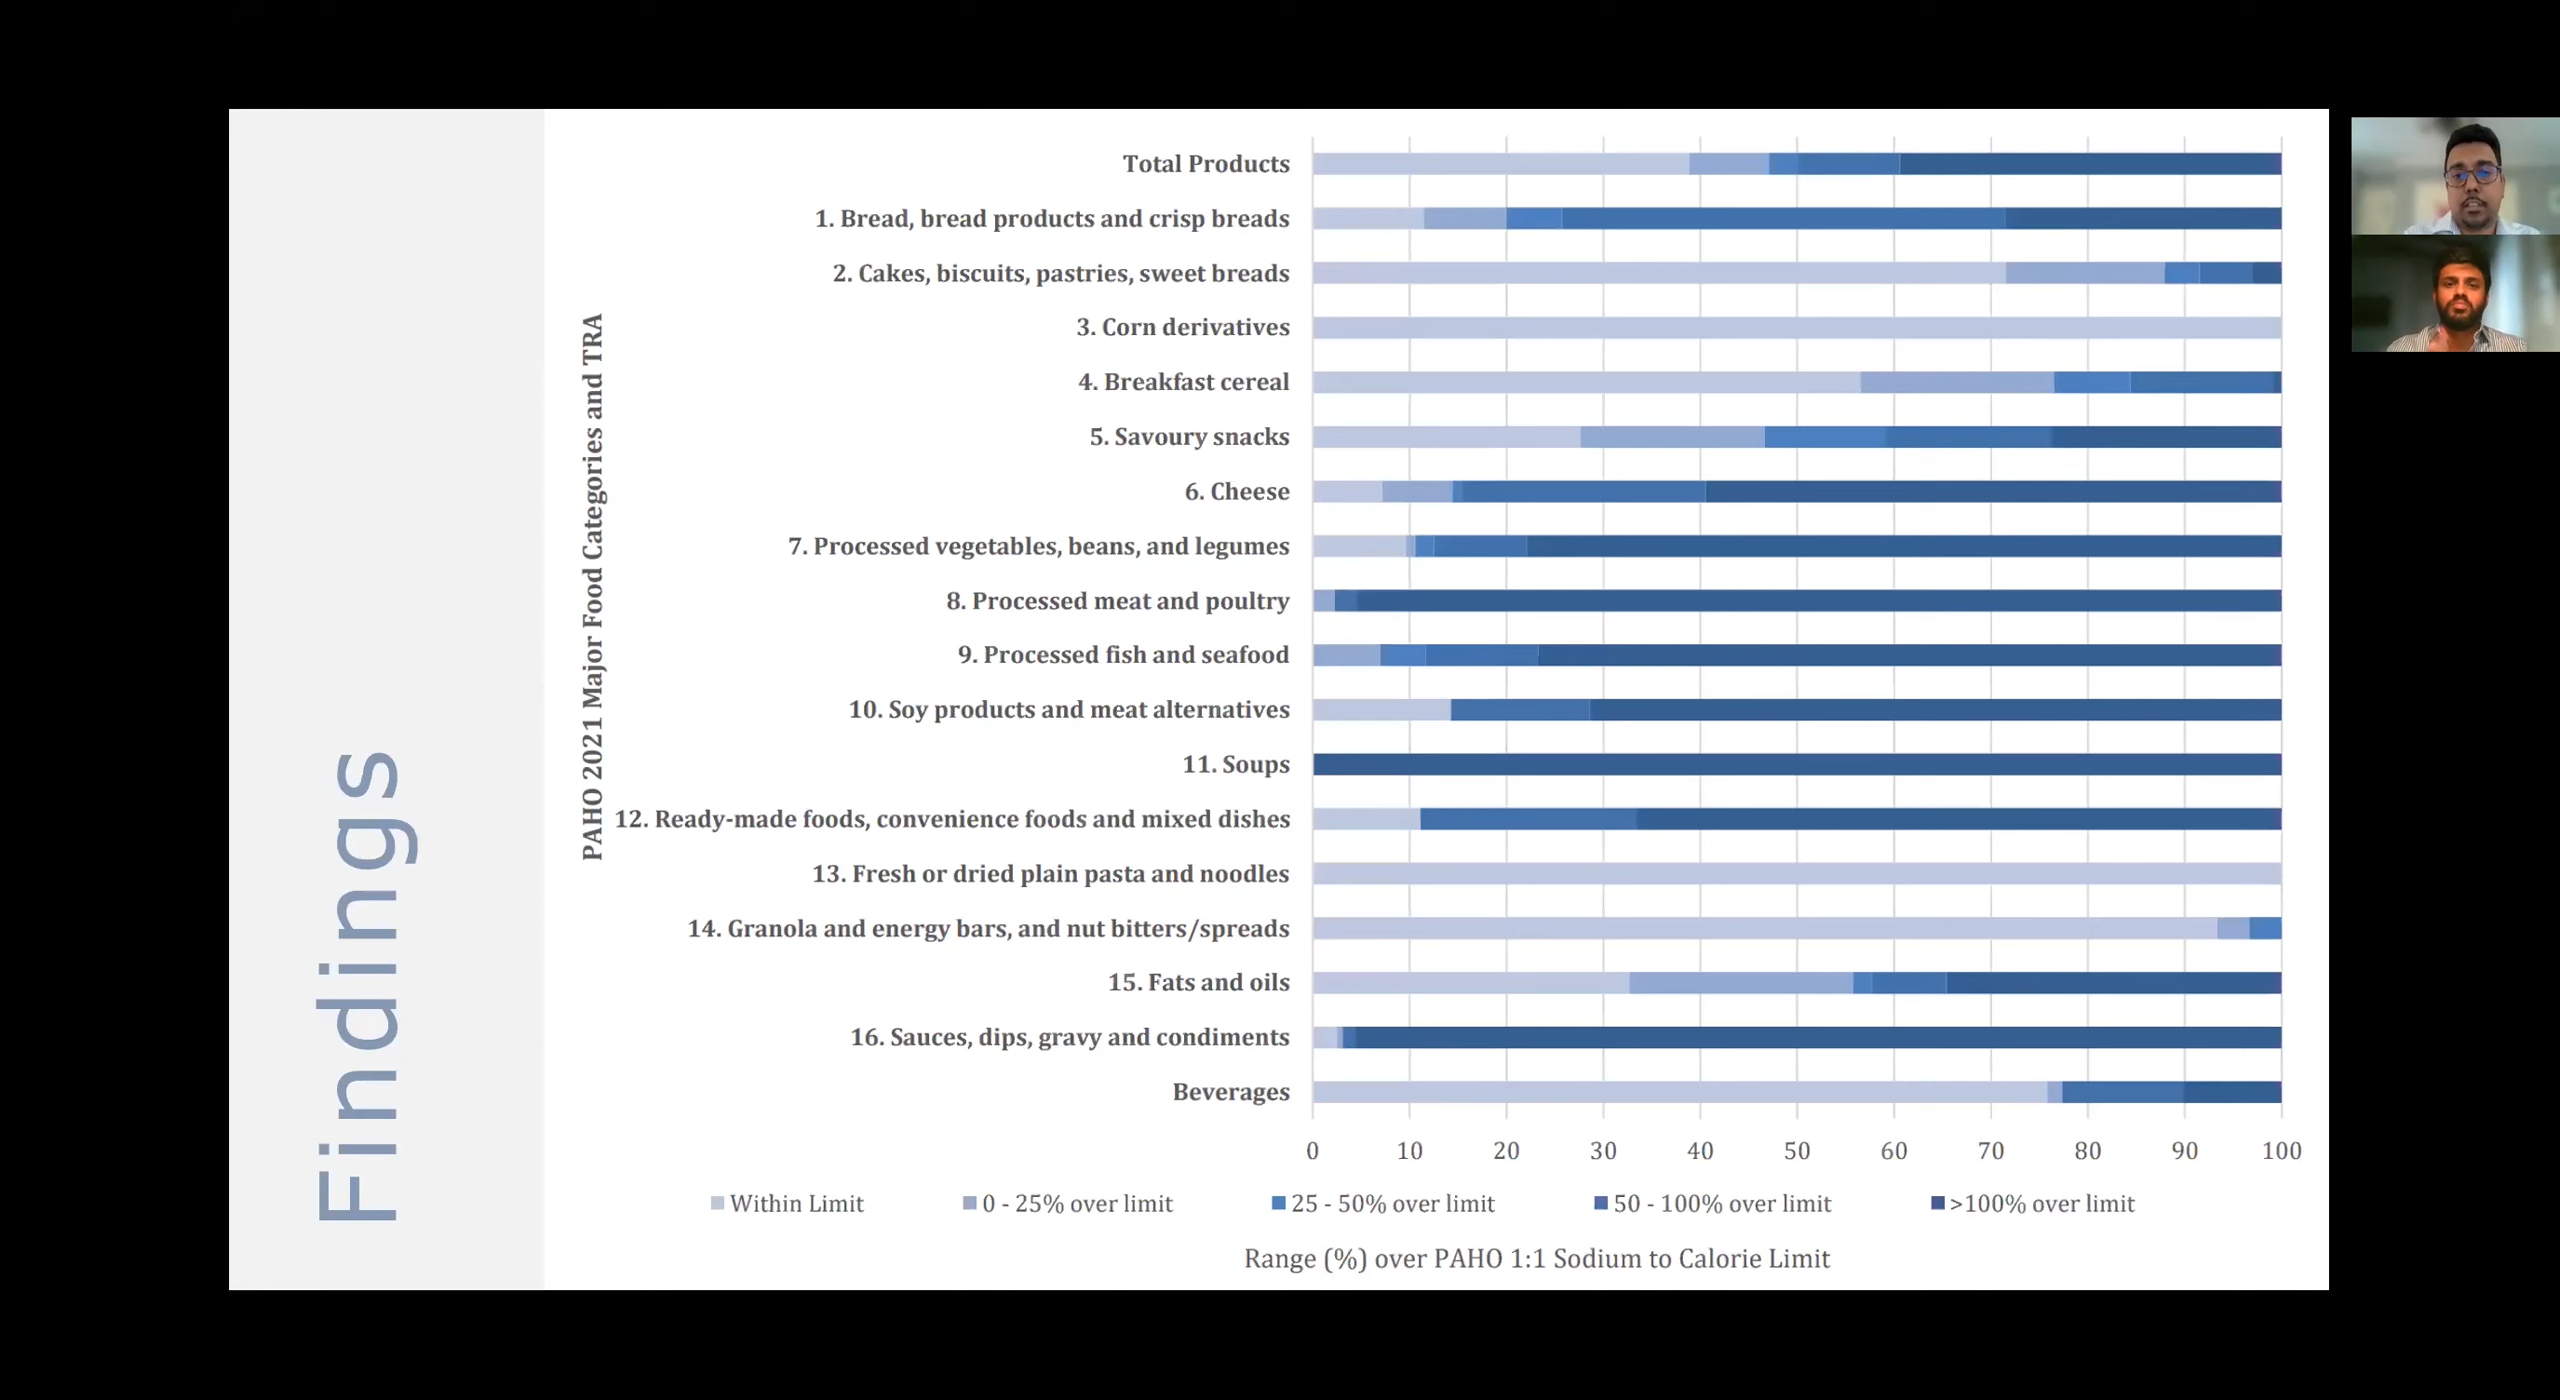 Findings
PAHO 2021 Major Food Categories and TRA
Total Products
1. Bread, bread products and crisp breads
2. Cakes, biscuits, pastries, sweet breads
3. Corn derivatives
4. Breakfast cereal
5. Savoury snacks
6. Cheese
7. Processed vegetables, beans, and legumes
8. Processed meat and poultry
9. Processed fish and seafood
10. Soy products and meat alternatives
11. Soups
12. Ready-made foods, convenience foods and mixed dishes
13. Fresh or dried plain pasta and noodles
14. Granola and energy bars, and nut bitters/spreads
15. Fats and oils
16. Sauces, dips, gravy and condiments
Beverages
0 10 20 30 40 50 60 70 80 90 100
Within Limit 0 - 25% over limit 25 - 50% over limit 50 - 100% over limit >100% over limit
Range (%) over PAHO 1:1 Sodium to Calorie Limit